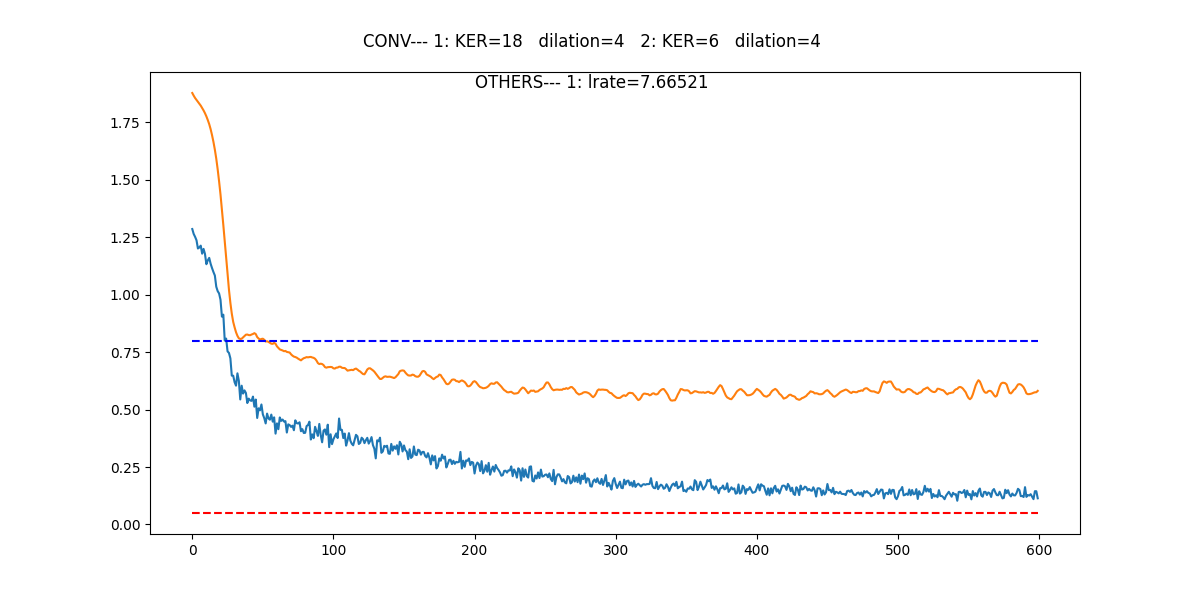 CONV--- 1: KER=18   dilation=4   2: KER=6   dilation=4
OTHERS--- 1: lrate=7.66521
1.75
1.50
1.25
1.00
0.75
0.50
0.25
0.00
0 100 200 300 400 500 600